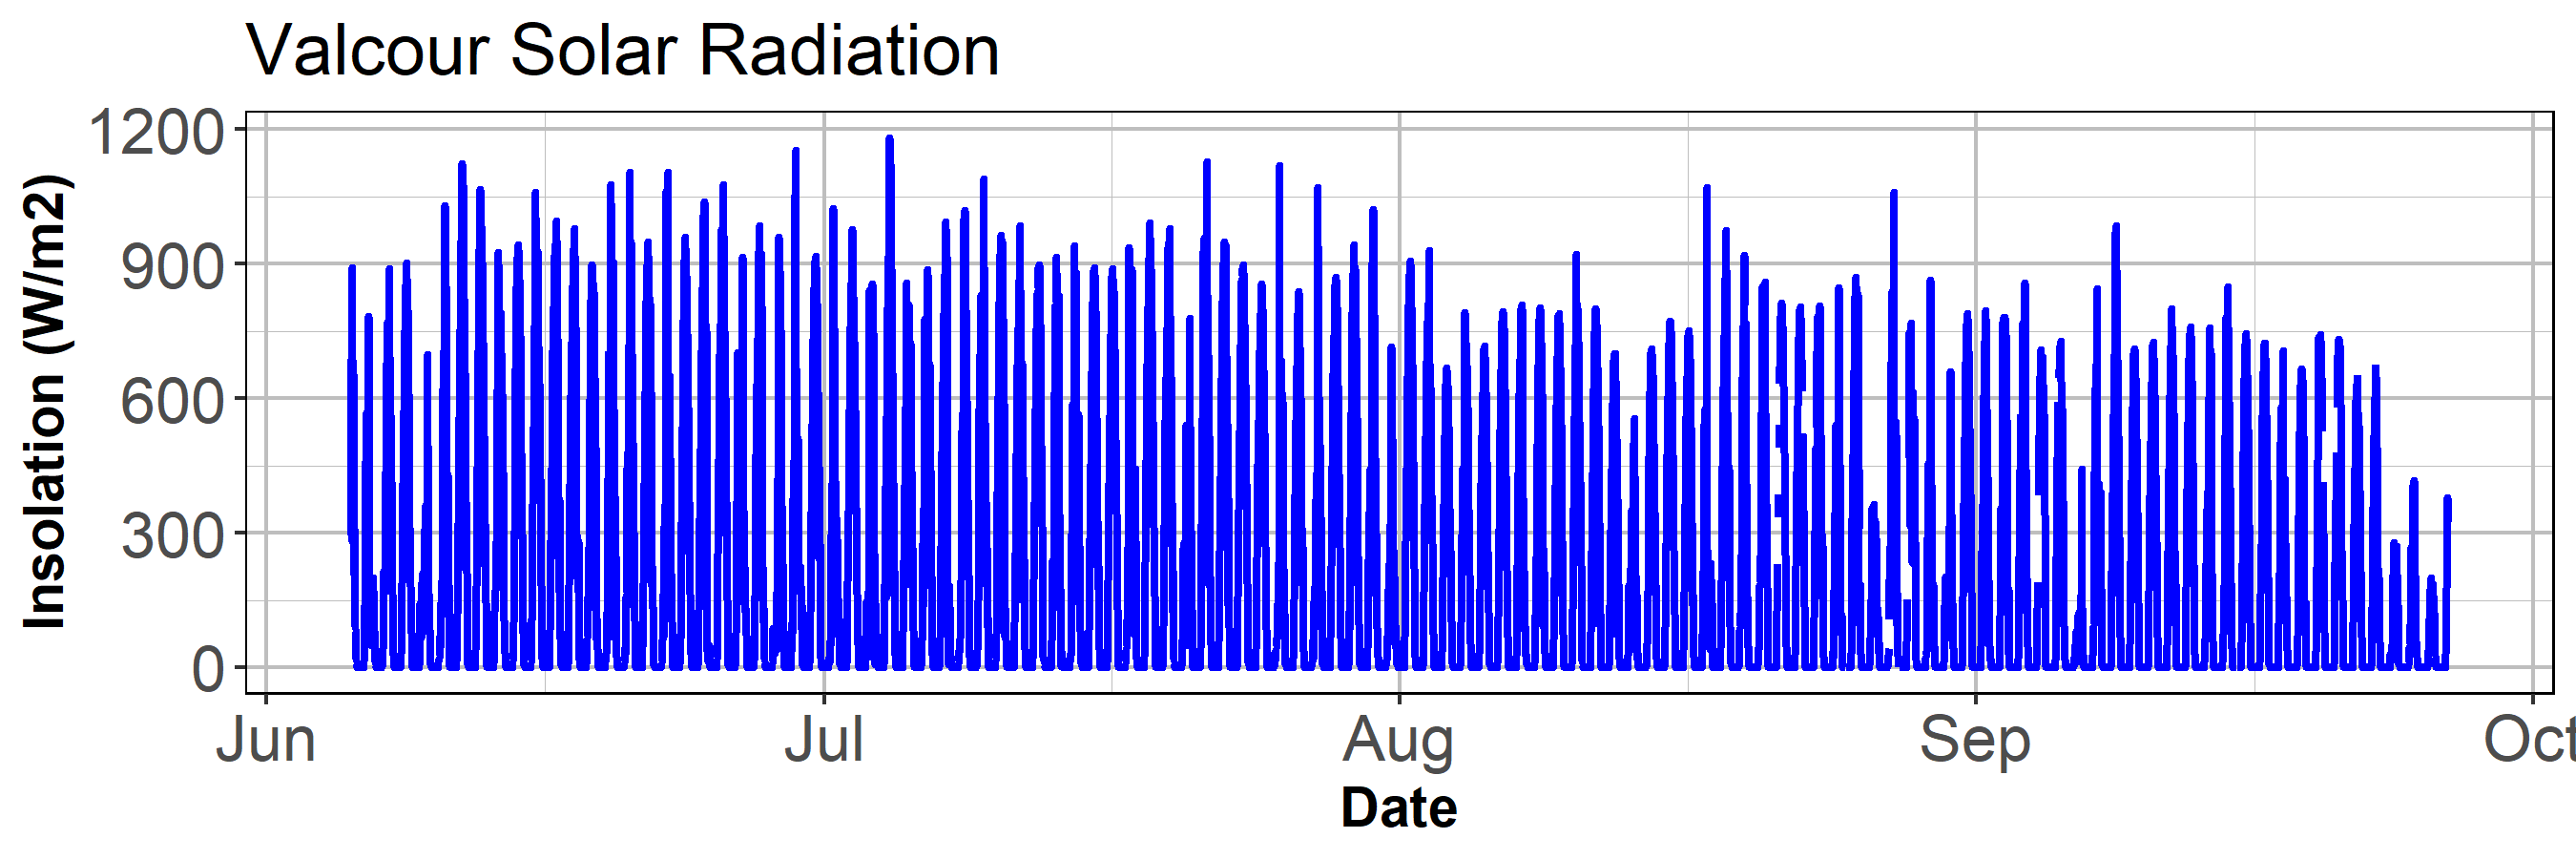 Valcour Solar Radiation
Insolation (W/m2)
1200
900
600
300
0
Jun Jul Aug Sep Oct
Date